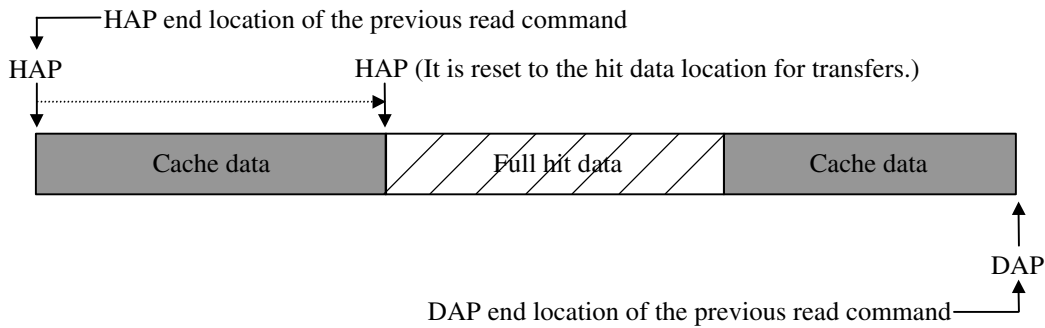 HAP end location of the previous read command
HAP
HAP (It is reset to the hit data location for transfers.)
Cache data
Full hit data
Cache data
DAP
DAP end location of the previous read command